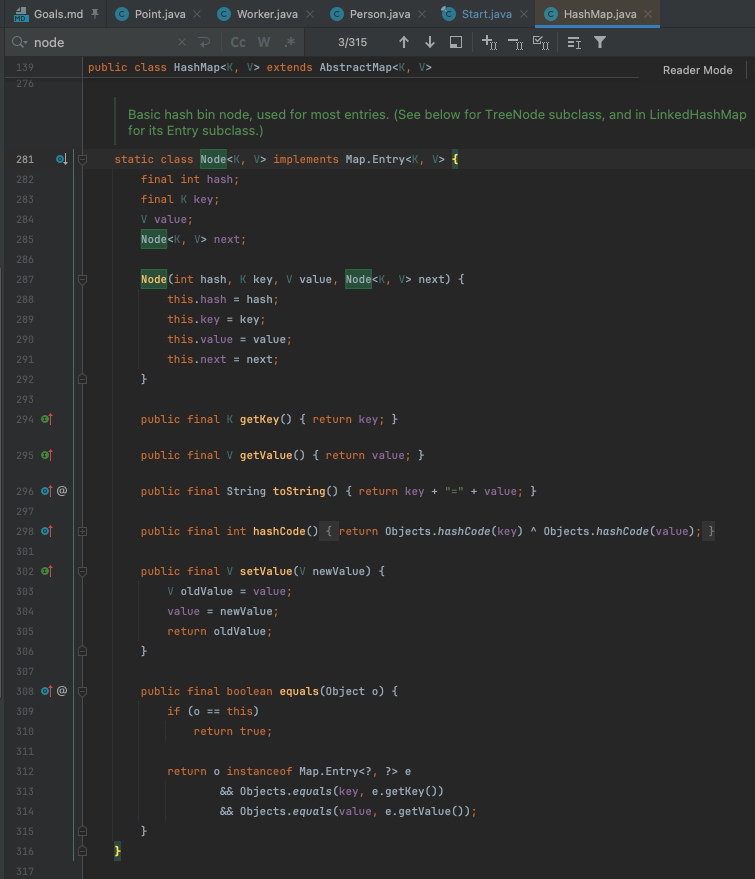 Goals.md Point.java Worker.java Person.java Start.java HashMap.java
node Cc W .* 3/315
139 public class HashMap<K, V> extends AbstractMap<K, V>
Reader Mode
276
Basic hash bin node, used for most entries. (See below for TreeNode subclass, and in LinkedHashMap
for its Entry subclass.)
281 static class Node<K, V> implements Map.Entry<K, V> {
282 final int hash;
283 final K key;
284 V value;
285 Node<K, V> next;
286
287 Node(int hash, K key, V value, Node<K, V> next) {
288 this.hash = hash;
289 this.key = key;
290 this.value = value;
291 this.next = next;
292 }
293
294 public final K getKey() { return key; }
295 public final V getValue() { return value; }
296 @ public final String toString() { return key + "=" + value; }
297
298 public final int hashCode() { return Objects.hashCode(key) ^ Objects.hashCode(value); }
301
302 public final V setValue(V newValue) {
303 V oldValue = value;
304 value = newValue;
305 return oldValue;
306 }
307
308 @ public final boolean equals(Object o) {
309 if (o == this)
310 return true;
311
312 return o instanceof Map.Entry<?, ?> e
313 && Objects.equals(key, e.getKey())
314 && Objects.equals(value, e.getValue());
315 }
316 }
317